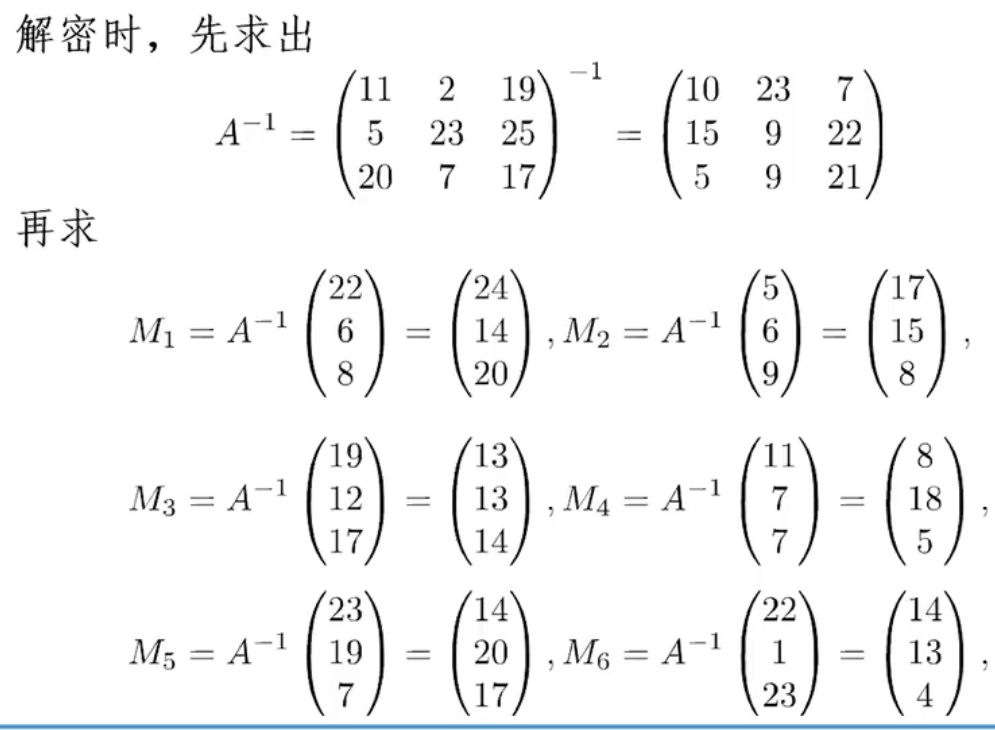 解密时，先求出
A⁻¹ = \begin{pmatrix} 11 & 2 & 19 \\ 5 & 23 & 25 \\ 20 & 7 & 17 \end{pmatrix}^{-1} = \begin{pmatrix} 10 & 23 & 7 \\ 15 & 9 & 22 \\ 5 & 9 & 21 \end{pmatrix}
再求
M₁ = A⁻¹ \begin{pmatrix} 22 \\ 6 \\ 8 \end{pmatrix} = \begin{pmatrix} 24 \\ 14 \\ 20 \end{pmatrix}, M₂ = A⁻¹ \begin{pmatrix} 5 \\ 6 \\ 9 \end{pmatrix} = \begin{pmatrix} 17 \\ 15 \\ 8 \end{pmatrix},
M₃ = A⁻¹ \begin{pmatrix} 19 \\ 12 \\ 17 \end{pmatrix} = \begin{pmatrix} 13 \\ 13 \\ 14 \end{pmatrix}, M₄ = A⁻¹ \begin{pmatrix} 11 \\ 7 \\ 7 \end{pmatrix} = \begin{pmatrix} 8 \\ 18 \\ 5 \end{pmatrix},
M₅ = A⁻¹ \begin{pmatrix} 23 \\ 19 \\ 7 \end{pmatrix} = \begin{pmatrix} 14 \\ 20 \\ 17 \end{pmatrix}, M₆ = A⁻¹ \begin{pmatrix} 22 \\ 1 \\ 23 \end{pmatrix} = \begin{pmatrix} 14 \\ 13 \\ 4 \end{pmatrix},